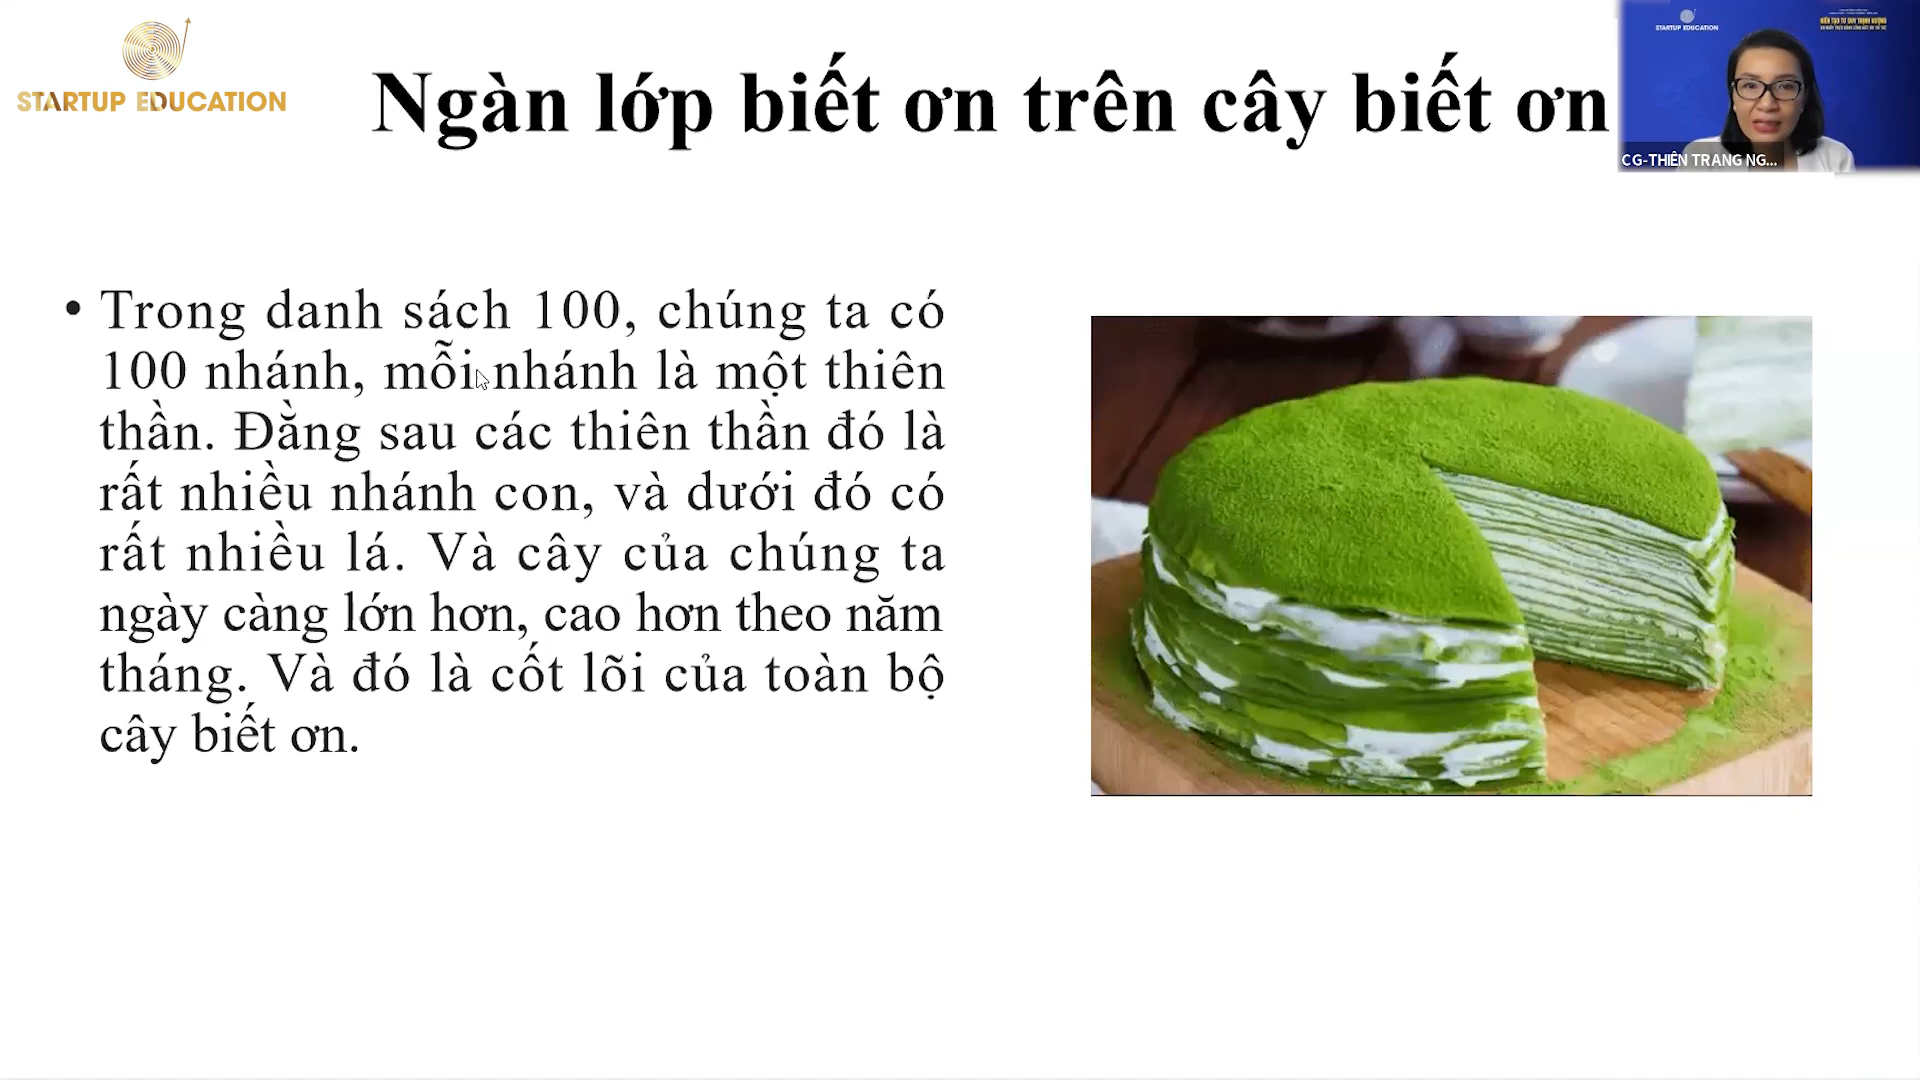 STARTUP EDUCATION
Ngàn lớp biết ơn trên cây biết ơn
STARTUP EDUCATION
CG-THIÊN TRANG NG...
• Trong danh sách 100, chúng ta có
100 nhánh, mỗi nhánh là một thiên
thần. Đằng sau các thiên thần đó là
rất nhiều nhánh con, và dưới đó có
rất nhiều lá. Và cây của chúng ta
ngày càng lớn hơn, cao hơn theo năm
tháng. Và đó là cốt lõi của toàn bộ
cây biết ơn.